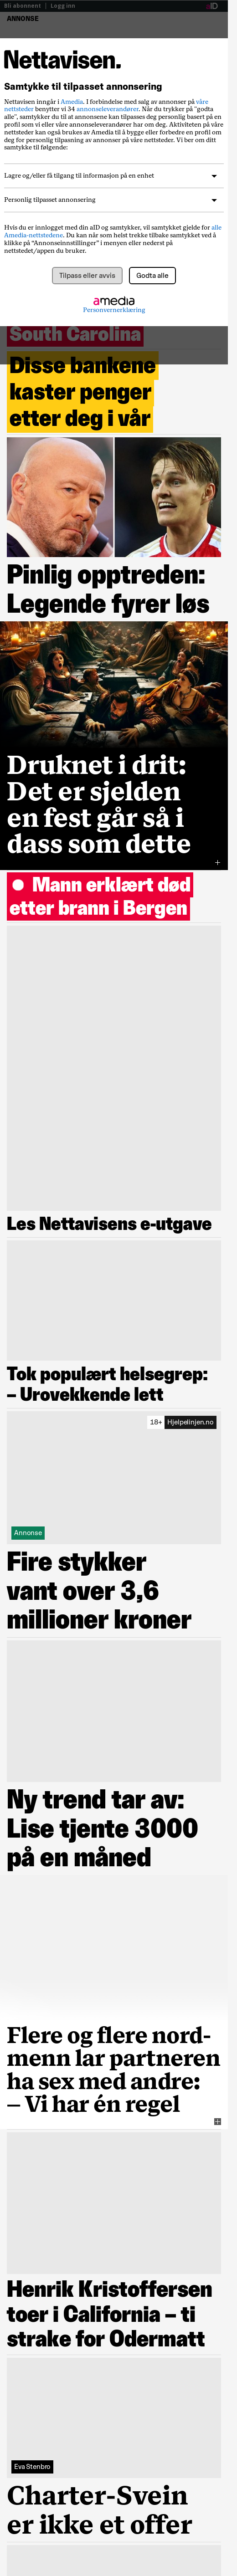 Bli abonnent | Logg inn
ANNONSE
Nettavisen.
Samtykke til tilpasset annonsering
Nettavisen inngår i Amedia. I forbindelse med salg av annonser på våre
nettsteder benytter vi 34 annonseleverandører. Når du trykker på "godta
alle", samtykker du til at annonsene kan tilpasses deg personlig basert på en
profil som vi eller våre annonseleverandører har om deg. Aktiviteten på våre
nettsteder kan også brukes av Amedia til å bygge eller forbedre en profil om
deg for personlig tilpasning av annonser på våre nettsteder. Vi ber om ditt
samtykke til følgende:
Lagre og/eller få tilgang til informasjon på en enhet
Personlig tilpasset annonsering
Hvis du er innlogget med din aID og samtykker, vil samtykket gjelde for alle
Amedia-nettstedene. Du kan når som helst trekke tilbake samtykket ved å
klikke på “Annonseinnstillinger” i menyen eller nederst på
nettstedet/appen du bruker.
Tilpass eller avvis
Godta alle
amedia
Personvernerklæring
South Carolina
Disse bankene
kaster penger
etter deg i vår
Pinlig opptreden:
Legende fyrer løs
Druknet i drit:
Det er sjelden
en fest går så i
dass som dette
Mann erklært død
etter brann i Bergen
Les Nettavisens e-utgave
Tok populært helsegrep:
– Urovekkende lett
18+ Hjelpelinjen.no
Annonse
Fire stykker
vant over 3,6
millioner kroner
Ny trend tar av:
Lise tjente 3000
på en måned
Flere og flere nord-
menn lar partneren
ha sex med andre:
– Vi har én regel
Henrik Kristoffersen
toer i California – ti
strake for Odermatt
Eva Stenbro
Charter-Svein
er ikke et offer